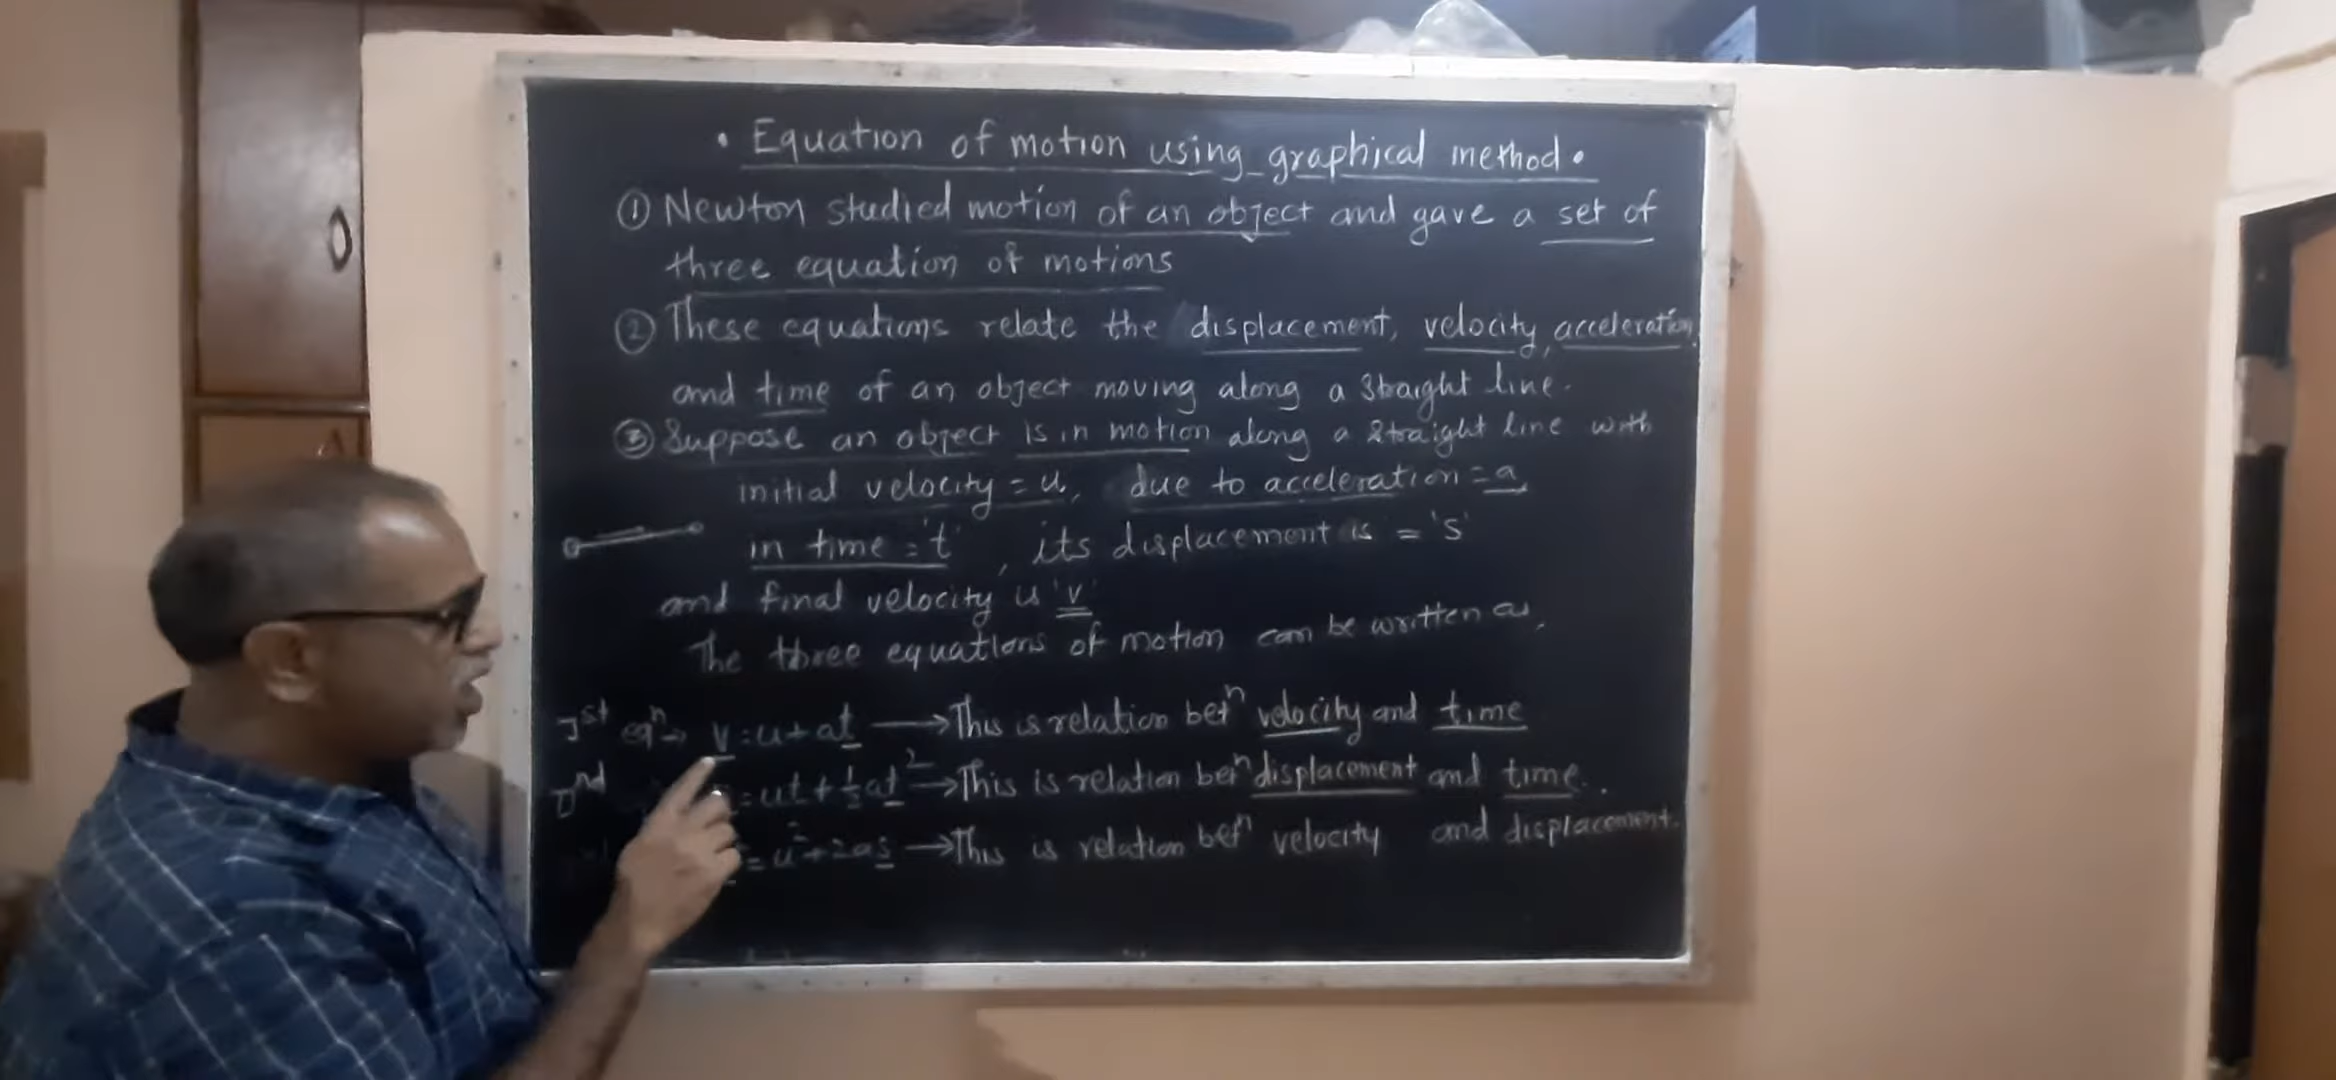 • Equation of motion using graphical method •
① Newton studied motion of an object and gave a set of
three equation of motions
② These equations relate the displacement, velocity, acceleration
and time of an object moving along a straight line.
③ Suppose an object is in motion along a straight line with
initial velocity = u, due to acceleration = a
in time = 't', its displacement is = 's'
and final velocity is 'v'
The three equations of motion can be written as,
Ist eqn → v = u + at → This is relation betn velocity and time
IInd = ut + ½at² → This is relation betn displacement and time.
= u² + 2as → This is relation betn velocity and displacement.